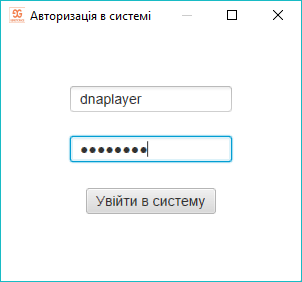 Авторизація в системі
dnaplayer
●●●●●●●●
Увійти в систему